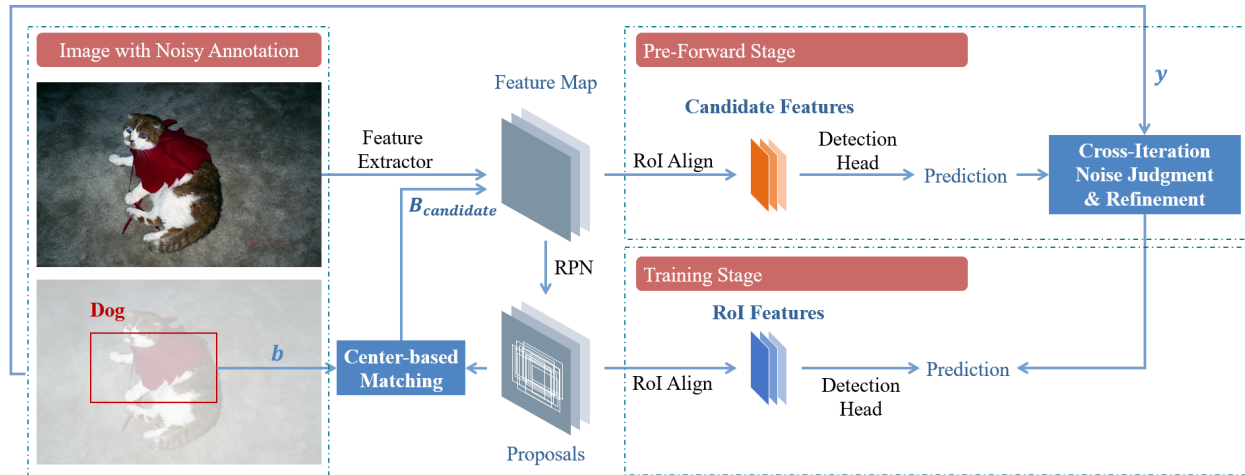 Image with Noisy Annotation
Dog
b
Center-based
Matching
Feature
Extractor
B_candidate
Feature Map
RPN
Proposals
Pre-Forward Stage
Candidate Features
RoI Align
Detection
Head
Prediction
y
Cross-Iteration
Noise Judgment
& Refinement
Training Stage
RoI Features
RoI Align
Detection
Head
Prediction